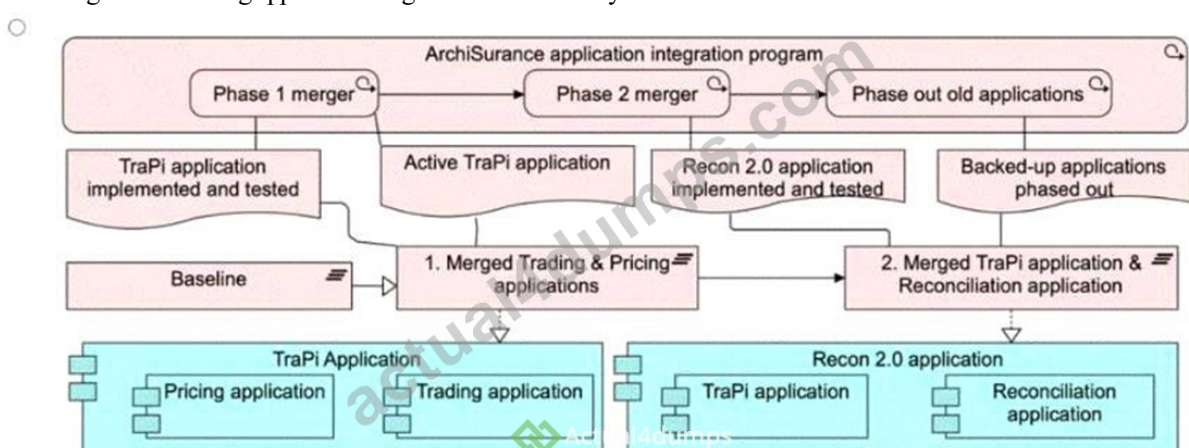 ArchiSurance application integration program
Phase 1 merger
Phase 2 merger
Phase out old applications
TraPi application
implemented and tested
Active TraPi application
Recon 2.0 application
implemented and tested
Backed-up applications
phased out
Baseline
1. Merged Trading & Pricing
applications
2. Merged TraPi application &
Reconciliation application
TraPi Application
Pricing application
Trading application
Recon 2.0 application
TraPi application
Reconciliation
application
actual4dumps.com
Actual4dumps